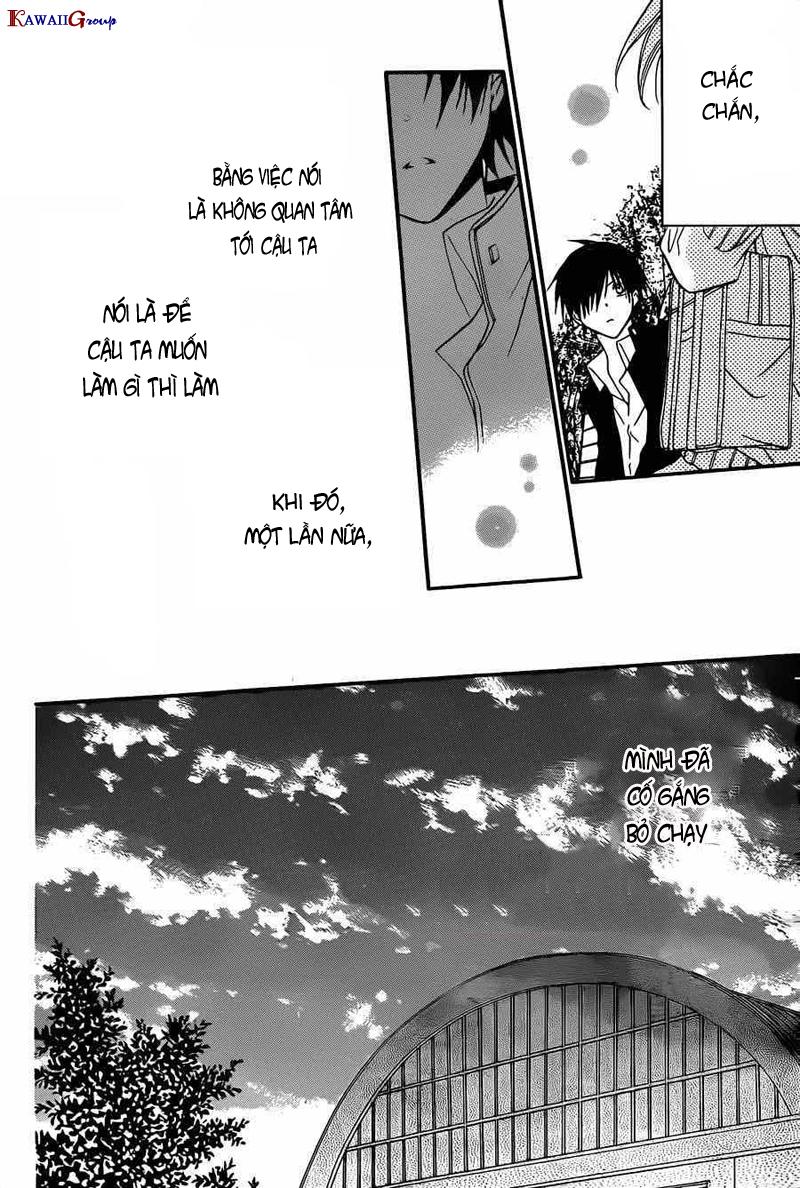 KawaiiGroup
CHẮC
CHẮN,
BẰNG VIỆC NÓI
LÀ KHÔNG QUAN TÂM
TỚI CẬU TA
NÓI LÀ ĐỂ
CẬU TA MUỐN
LÀM GÌ THÌ LÀM
KHI ĐÓ,
MỘT LẦN NỮA,
MÌNH ĐÃ
CỐ GẮNG
BỎ CHẠY